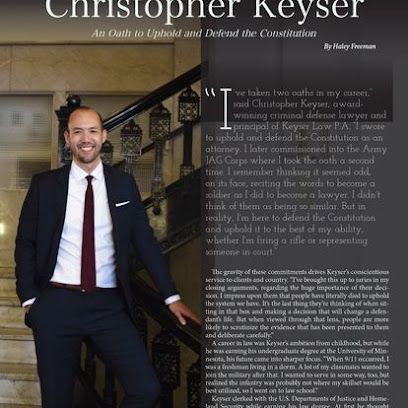 Christopher Keyser
An Oath to Uphold and Defend the Constitution
By Haley Freeman
“I've taken two oaths in my career,”
said Christopher Keyser, award-
winning criminal defense lawyer and
principal of Keyser Law P.A. “I swore
to uphold and defend the Constitution as an
attorney. I later commissioned into the Army
JAG Corps where I took the oath a second
time. I remember thinking it seemed odd,
on its face, reciting the words to become a
soldier as I did to become a lawyer. I didn't
think of them as being so similar. But in
reality, I'm here to defend the Constitution
and uphold it to the best of my ability,
whether I'm firing a rifle or representing
someone in court.”
The gravity of these commitments drives Keyser's conscientious
service to clients and country. “I've brought this up to juries in my
closing arguments, regarding the huge importance of their deci-
sion. I impress upon them that people have literally died to uphold
the system we have. It's the last thing they're thinking of when sit-
ting in that box and making a decision that will change a defen-
dant's life. But when viewed through that lens, people are more
likely to scrutinize the evidence that has been presented to them
and deliberate carefully.”
A career in law was Keyser's ambition from childhood, but while
he was earning his undergraduate degree at the University of Min-
nesota, his future came into sharper focus. “When 9/11 occurred, I
was a freshman living in a dorm. A lot of my classmates wanted to
join the military after that. I wanted to serve in some way, too, but
realized the infantry was probably not where my skillset would be
best utilized, so I went on to law school.”
Keyser clerked with the U.S. Departments of Justice and Home-
land Security while earning his law degree. At first he thought